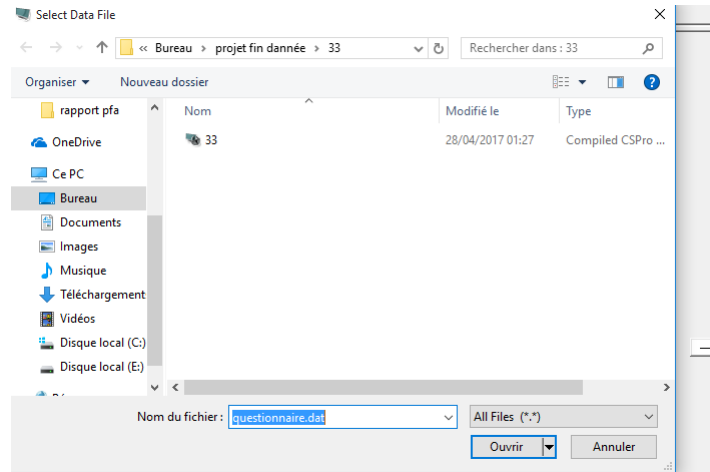 Select Data File
« Bureau › projet fin dannée › 33
Rechercher dans : 33
Organiser
Nouveau dossier
rapport pfa
OneDrive
Ce PC
Bureau
Documents
Images
Musique
Téléchargement
Vidéos
Disque local (C:)
Disque local (E:)
Nom Modifié le Type
33 28/04/2017 01:27 Compiled CSPro ...
Nom du fichier : questionnaire.dat
All Files (*.*)
Ouvrir
Annuler